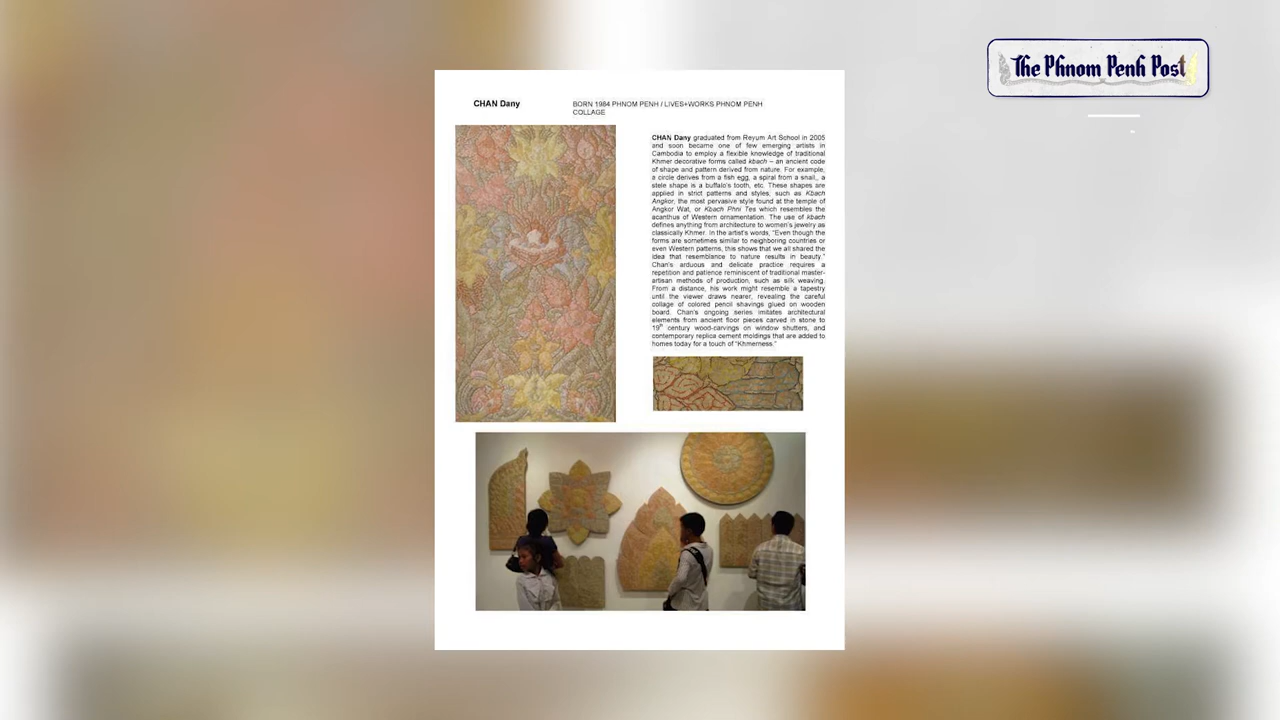 The Phnom Penh Post
CHAN Dany
BORN 1984 PHNOM PENH / LIVES+WORKS PHNOM PENH
COLLAGE
CHAN Dany graduated from Reyum Art School in 2005
and soon became one of few emerging artists in
Cambodia to employ a flexible knowledge of traditional
Khmer decorative forms called kbach – an ancient code
of shape and pattern derived from nature. For example,
a circle derives from a fish egg, a spiral from a snail,, a
stele shape is a buffalo's tooth, etc. These shapes are
applied in strict patterns and styles, such as Kbach
Angkor, the most pervasive style found at the temple of
Angkor Wat, or Kbach Phni Tes which resembles the
acanthus of Western ornamentation. The use of kbach
defines anything from architecture to women's jewelry as
classically Khmer. In the artist's words, “Even though the
forms are sometimes similar to neighboring countries or
even Western patterns, this shows that we all shared the
idea that resemblance to nature results in beauty.”
Chan's arduous and delicate practice requires a
repetition and patience reminiscent of traditional master-
artisan methods of production, such as silk weaving.
From a distance, his work might resemble a tapestry
until the viewer draws nearer, revealing the careful
collage of colored pencil shavings glued on wooden
board. Chan's ongoing series imitates architectural
elements from ancient floor pieces carved in stone to
19th century wood-carvings on window shutters, and
contemporary replica cement moldings that are added to
homes today for a touch of “Khmerness.”